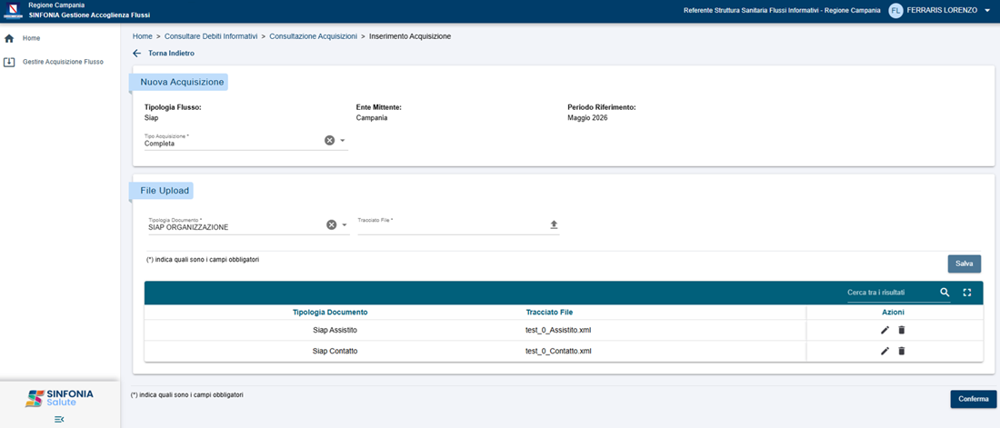 Regione Campania
SINFONIA Gestione Accoglienza Flussi
Referente Struttura Sanitaria Flussi Informativi - Regione Campania
FL
FERRARIS LORENZO
Home
Gestire Acquisizione Flusso
Home > Consultare Debiti Informativi > Consultazione Acquisizioni > Inserimento Acquisizione
Torna Indietro
Nuova Acquisizione
Tipologia Flusso: Ente Mittente: Periodo Riferimento:
Siap Campania Maggio 2026
Tipo Acquisizione *
Completa
File Upload
Tipologia Documento * Tracciato File *
SIAP ORGANIZZAZIONE
(*) indica quali sono i campi obbligatori
Salva
Cerca tra i risultati
Tipologia Documento Tracciato File Azioni
Siap Assistito test_0_Assistito.xml
Siap Contatto test_0_Contatto.xml
(*) indica quali sono i campi obbligatori
Conferma
SINFONIA
Salute